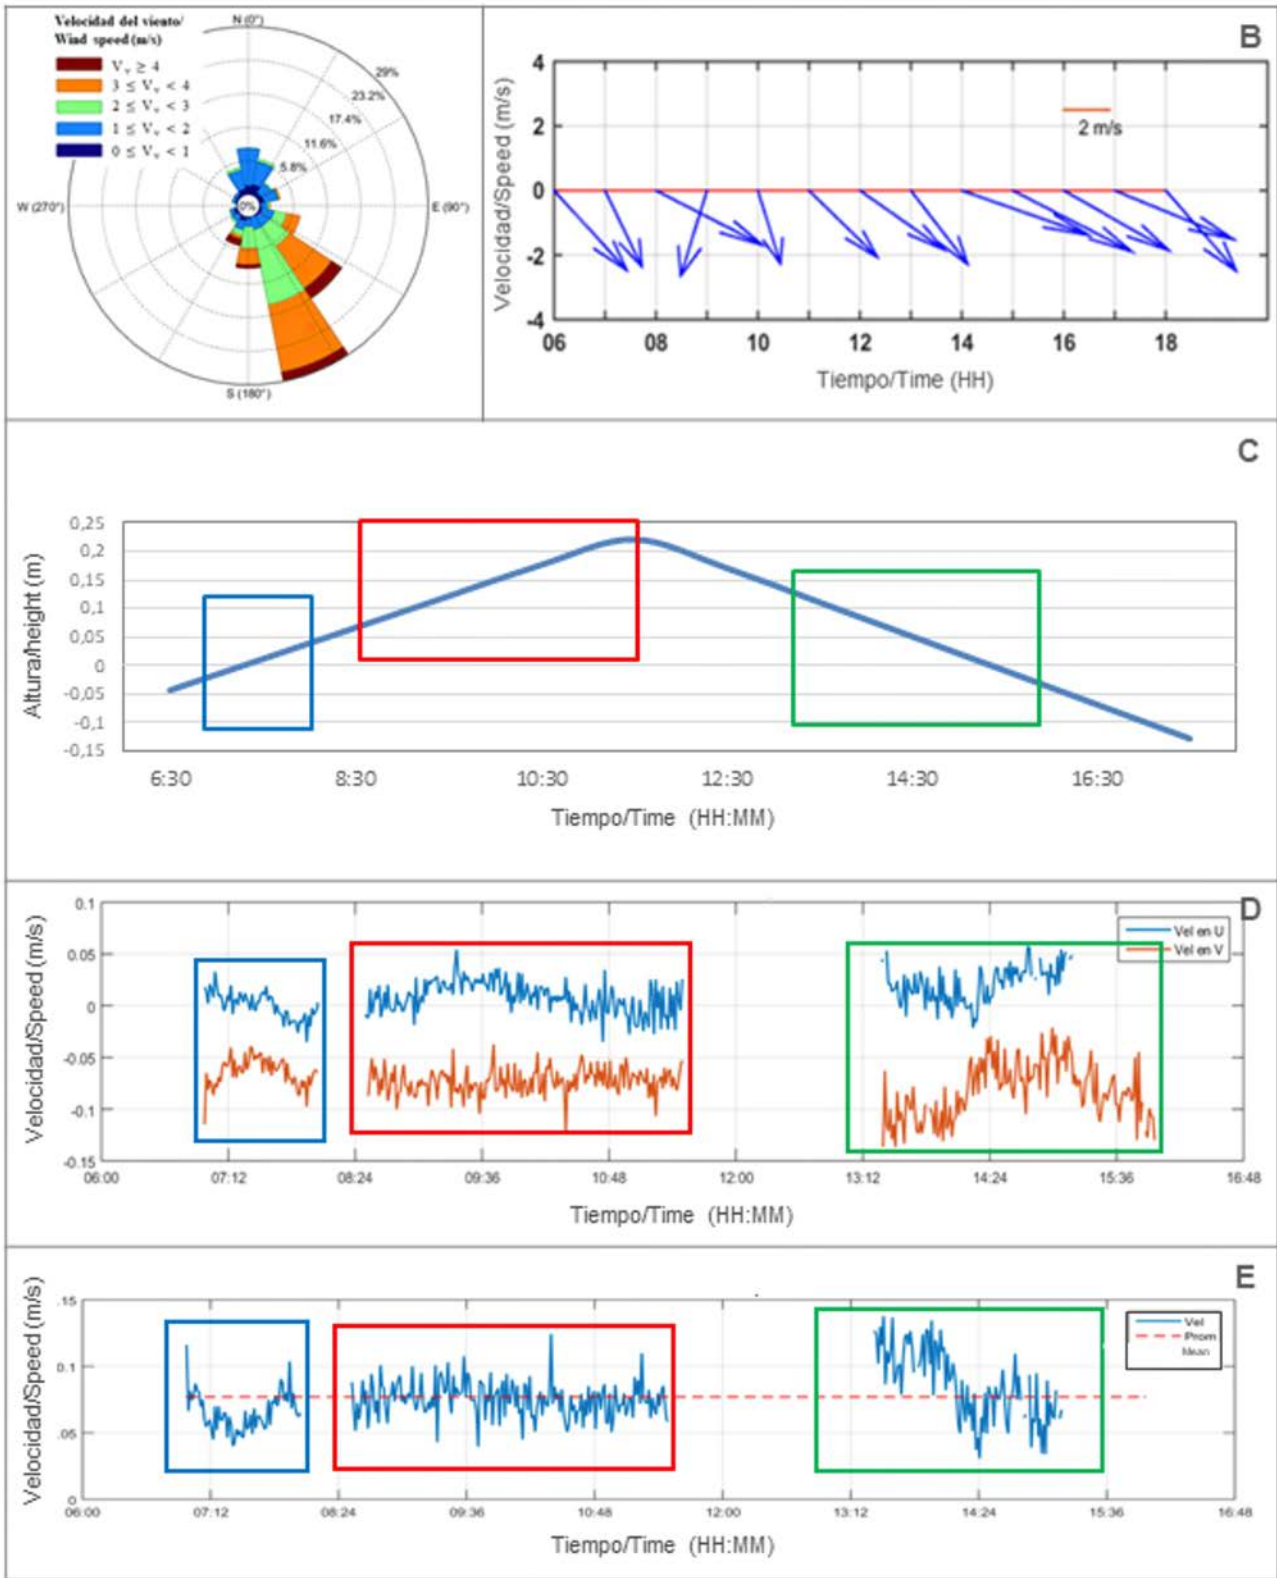 Velocidad del viento/
Wind speed (m/s)
Vᵥ ≥ 4
3 ≤ Vᵥ < 4
2 ≤ Vᵥ < 3
1 ≤ Vᵥ < 2
0 ≤ Vᵥ < 1
N (0°)
29%
23.2%
17.4%
11.6%
5.8%
0%
W (270°)
E (90°)
S (180°)
B
Velocidad/Speed (m/s)
4
2
0
-2
-4
2 m/s
06 08 10 12 14 16 18
Tiempo/Time (HH)
C
Altura/height (m)
0,25
0,2
0,15
0,1
0,05
0
-0,05
-0,1
-0,15
6:30 8:30 10:30 12:30 14:30 16:30
Tiempo/Time (HH:MM)
D
Velocidad/Speed (m/s)
0.1
0.05
0
-0.05
-0.1
-0.15
Vel en U
Vel en V
06:00 07:12 08:24 09:36 10:48 12:00 13:12 14:24 15:36 16:48
Tiempo/Time (HH:MM)
E
Velocidad/Speed (m/s)
.15
0.1
.05
0
Vel
Prom
Mean
06:00 07:12 08:24 09:36 10:48 12:00 13:12 14:24 15:36 16:48
Tiempo/Time (HH:MM)